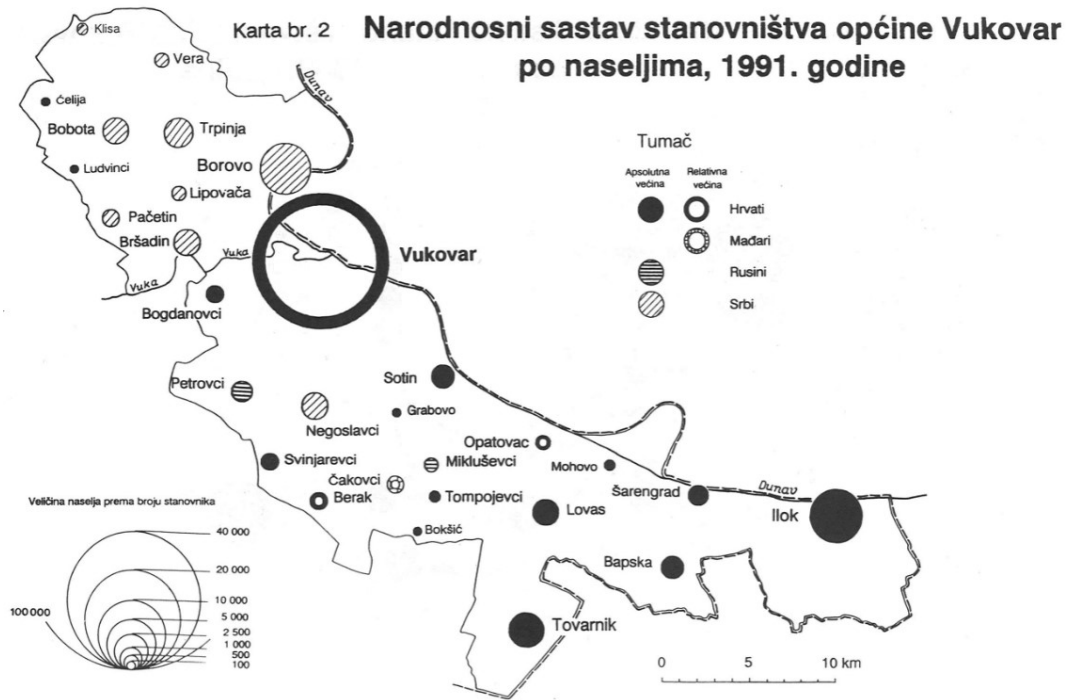 Karta br. 2
Narodnosni sastav stanovništva općine Vukovar
po naseljima, 1991. godine
Klisa
Vera
Dunav
Ćelija
Bobota
Trpinja
Ludvinci
Borovo
Lipovača
Pačetin
Bršadin
Vuka
Vuka
Vukovar
Bogdanovci
Tumač
Apsolutna
većina
Relativna
većina
Hrvati
Mađari
Rusini
Srbi
Petrovci
Sotin
Negoslavci
Grabovo
Opatovac
Svinjarevci
Mikluševci
Mohovo
Čakovci
Berak
Tompojevci
Šarengrad
Dunav
Lovas
Ilok
Bokšić
Bapska
Tovarnik
Veličina naselja prema broju stanovnika
40 000
20 000
10 000
5 000
2 500
1 000
500
100
100 000
0 5 10 km